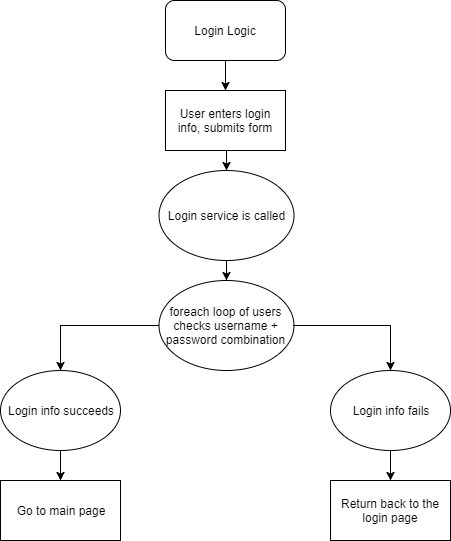 Login Logic
User enters login
info, submits form
Login service is called
foreach loop of users
checks username +
password combination
Login info succeeds
Login info fails
Go to main page
Return back to the
login page